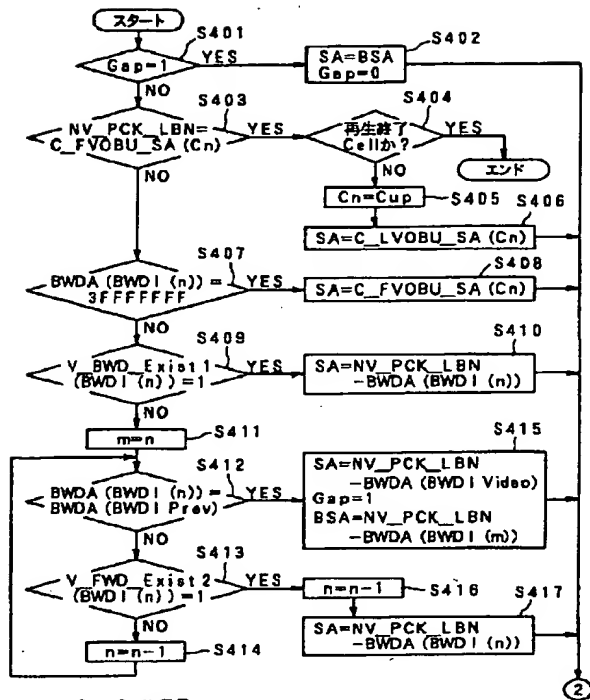 スタート
S401
Gap=1
YES
S402
SA=BSA
Gap=0
NO
S403
NV_PCK_LBN=
C_FVOBU_SA (Cn)
YES
S404
再生終了
Cellか?
YES
エンド
NO
NO
Cn=Cup
S405
S406
SA=C_LVOBU_SA (Cn)
S407
BWDA (BWDI (n)) =
3FFFFFFF
YES
S408
SA=C_FVOBU_SA (Cn)
NO
S409
V_BWD_Exist1
(BWDI (n)) =1
YES
S410
SA=NV_PCK_LBN
-BWDA (BWDI (n))
NO
m=n
S411
S412
BWDA (BWDI (n)) =
BWDA (BWDI Prev)
YES
S415
SA=NV_PCK_LBN
-BWDA (BWDI Video)
Gap=1
BSA=NV_PCK_LBN
-BWDA (BWDI (m))
NO
S413
V_FWD_Exist2
(BWDI (n)) =1
YES
n=n-1
S416
S417
SA=NV_PCK_LBN
-BWDA (BWDI (n))
NO
n=n-1
S414
2